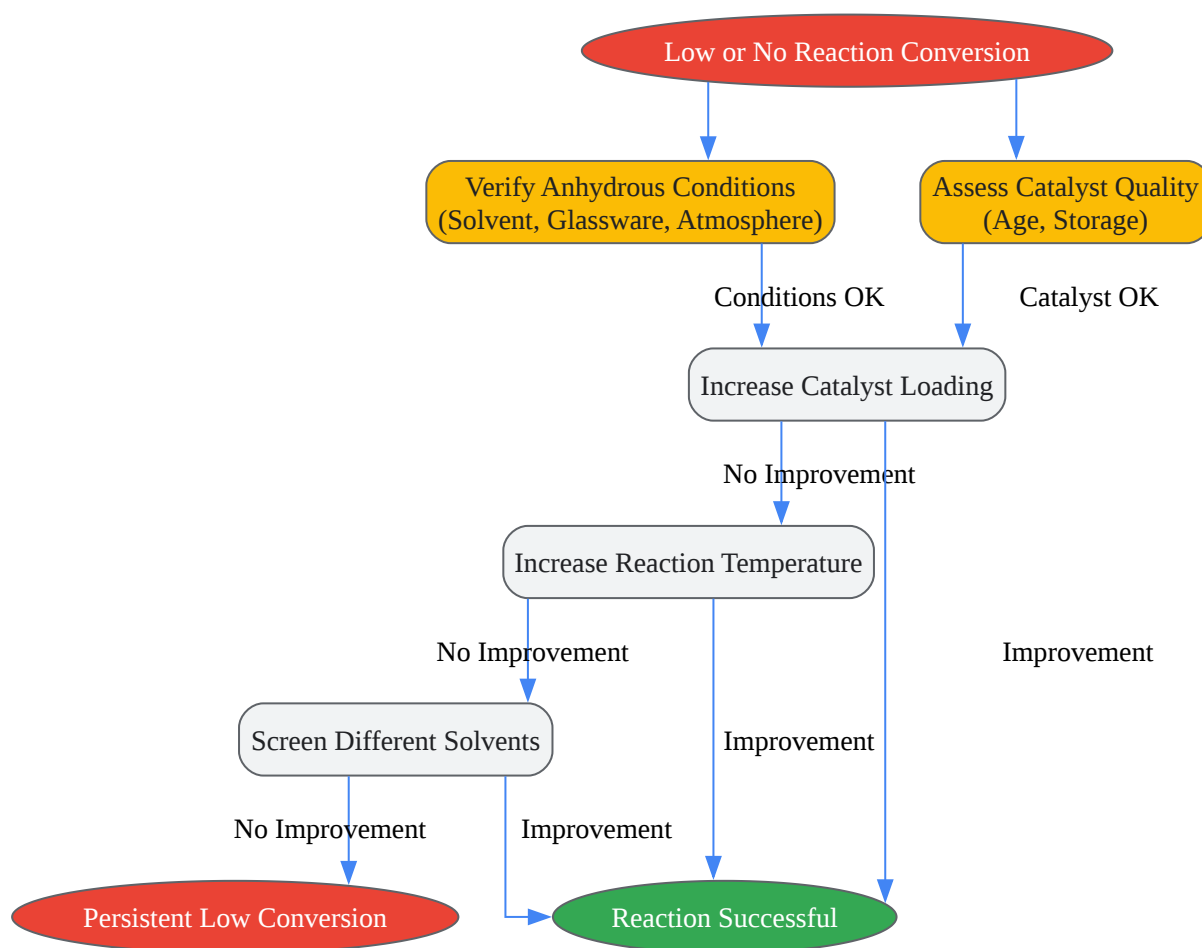 Low or No Reaction Conversion
Verify Anhydrous Conditions
(Solvent, Glassware, Atmosphere)
Assess Catalyst Quality
(Age, Storage)
Conditions OK
Catalyst OK
Increase Catalyst Loading
No Improvement
Increase Reaction Temperature
No Improvement
Improvement
Screen Different Solvents
Improvement
No Improvement
Improvement
Persistent Low Conversion
Reaction Successful